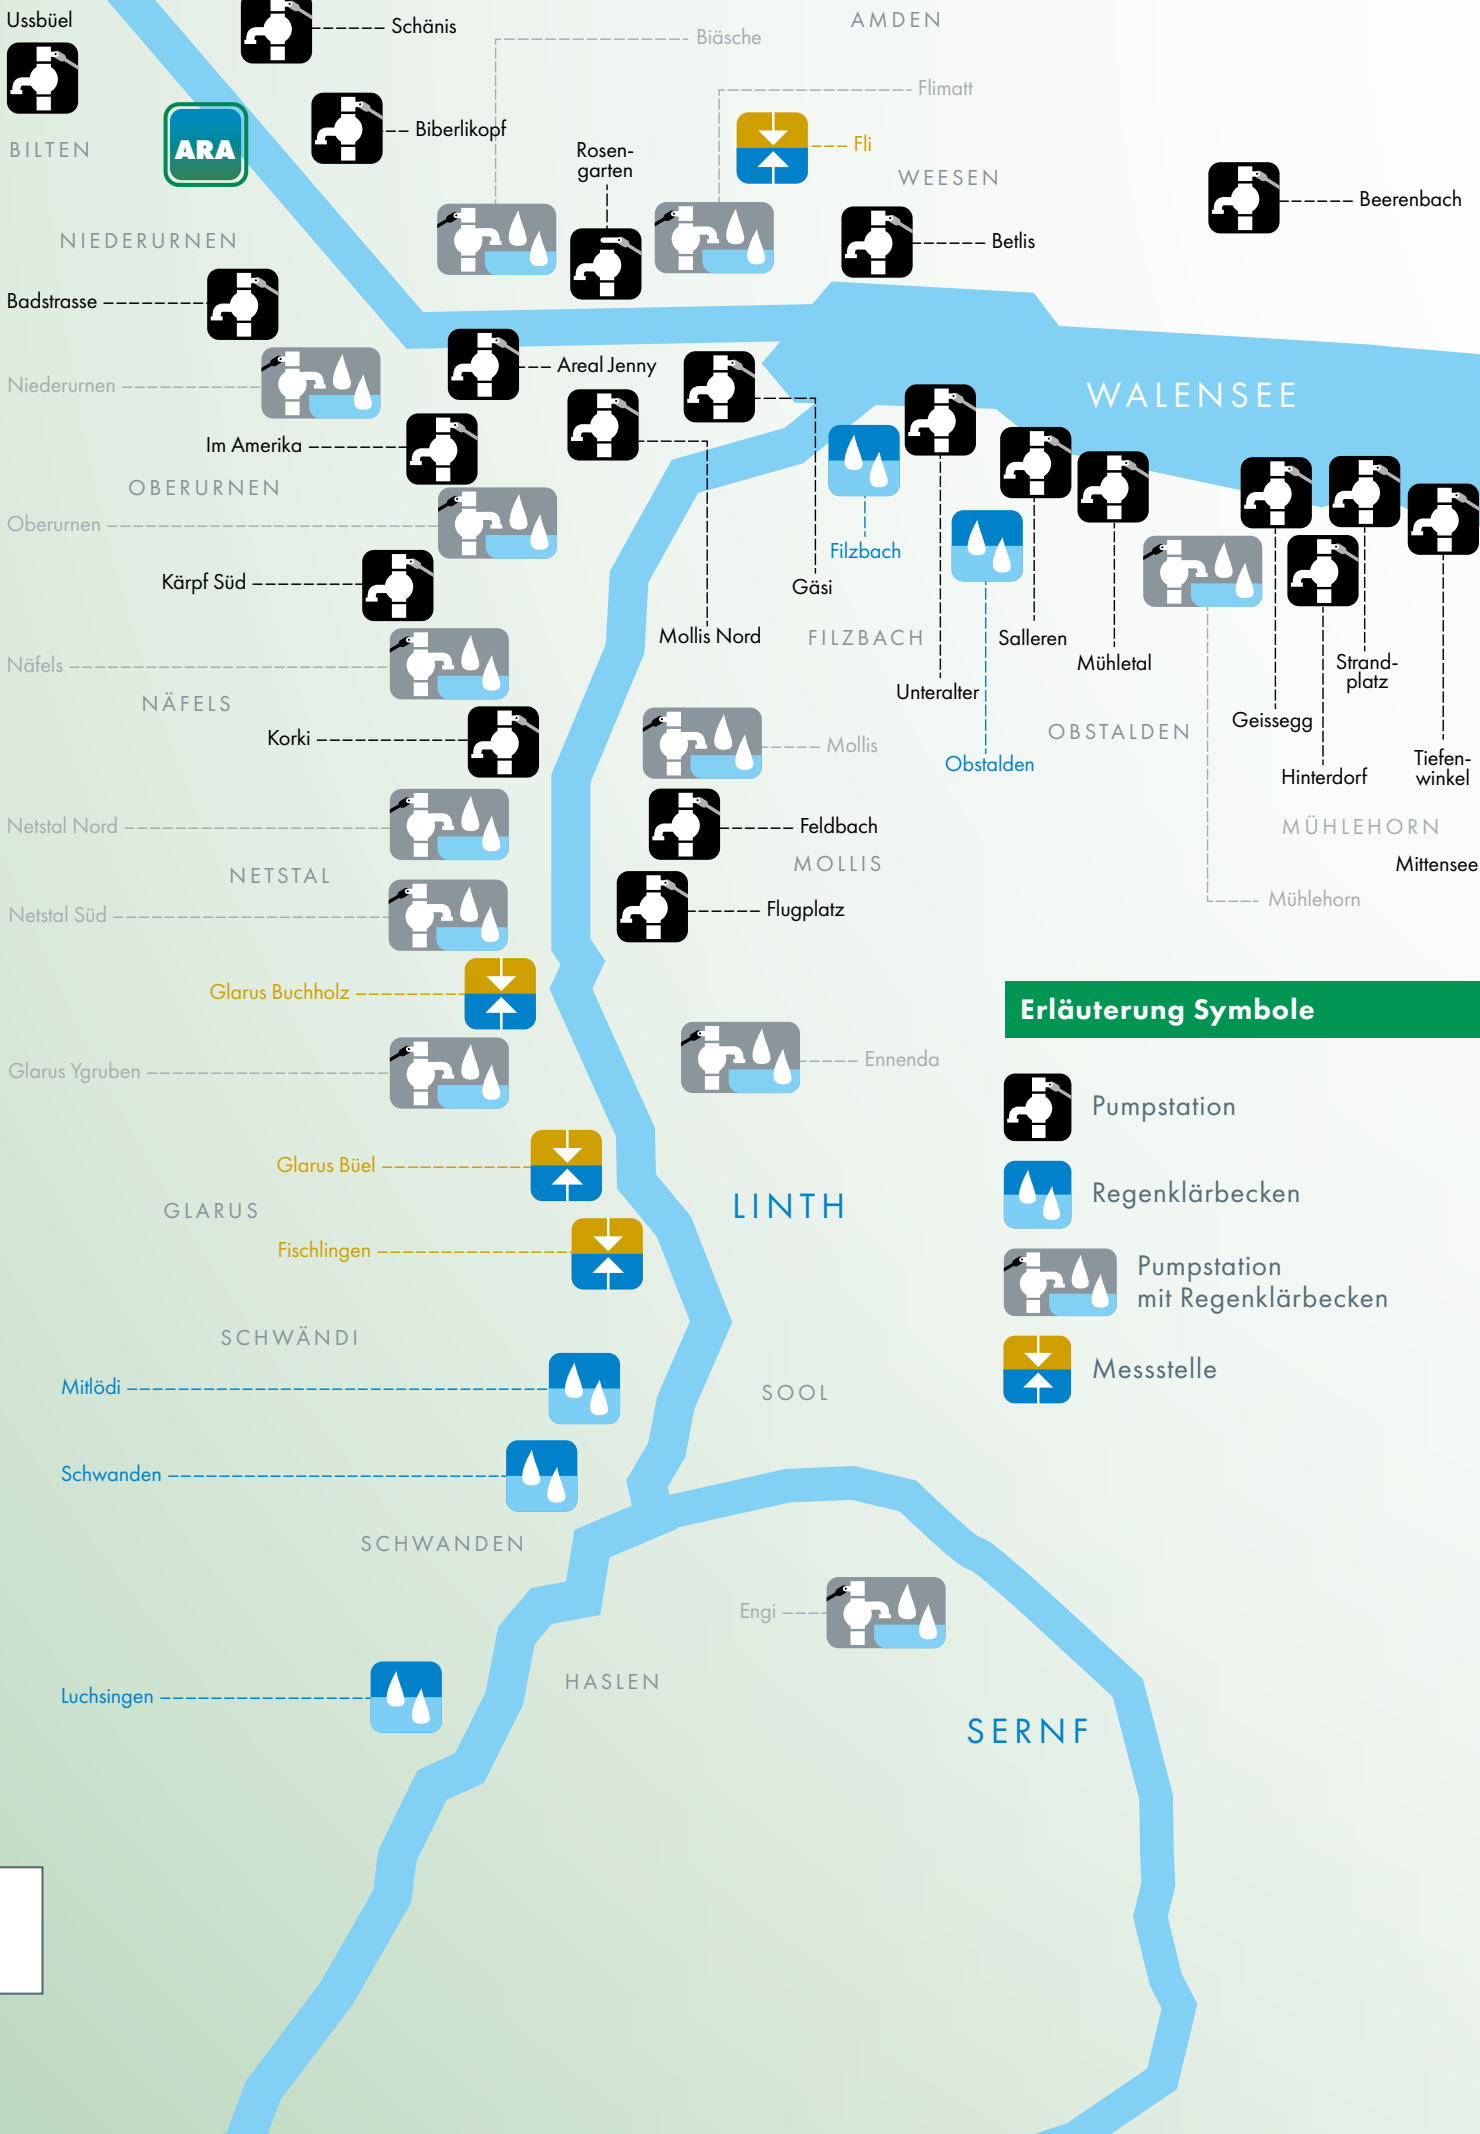 Ussbüel
Schänis
AMDEN
Biäsche
Flimatt
Biberlikopf
BILTEN
ARA
Rosen-
garten
Fli
WEESEN
Beerenbach
NIEDERURNEN
Betlis
Badstrasse
Areal Jenny
Niederurnen
WALENSEE
Im Amerika
OBERURNEN
Oberurnen
Filzbach
Kärpf Süd
Gäsi
Mollis Nord
FILZBACH
Salleren
Mühletal
Strand-
platz
Näfels
Unteralter
NÄFELS
Geissegg
OBSTALDEN
Korki
Mollis
Obstalden
Hinterdorf
Tiefen-
winkel
Netstal Nord
Feldbach
MÜHLEHORN
MOLLIS
Mittensee
NETSTAL
Mühlehorn
Netstal Süd
Flugplatz
Glarus Buchholz
Erläuterung Symbole
Ennenda
Glarus Ygruben
Pumpstation
Glarus Büel
Regenklärbecken
LINTH
GLARUS
Fischlingen
Pumpstation
mit Regenklärbecken
SCHWÄNDI
Messstelle
Mitlödi
SOOL
Schwanden
SCHWANDEN
Engi
HASLEN
Luchsingen
SERNF